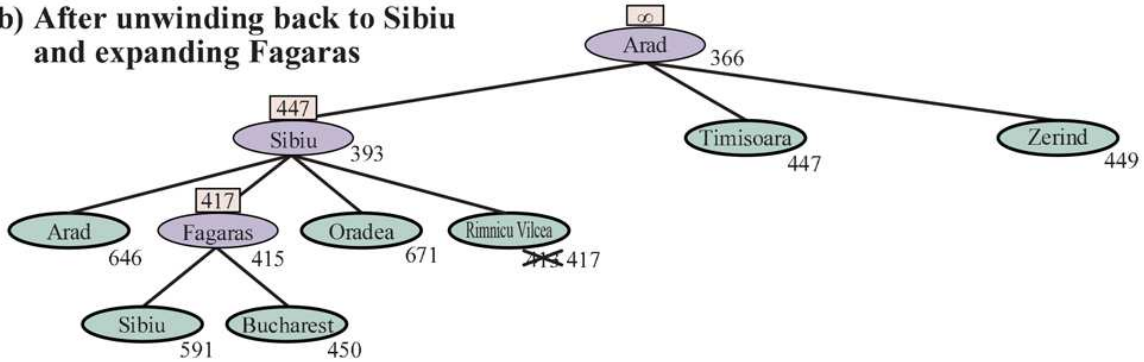 b) After unwinding back to Sibiu
and expanding Fagaras
∞
Arad
366
447
Sibiu
393
Timisoara
447
Zerind
449
417
Arad
646
Fagaras
415
Oradea
671
Rimnicu Vilcea
413 417
Sibiu
591
Bucharest
450